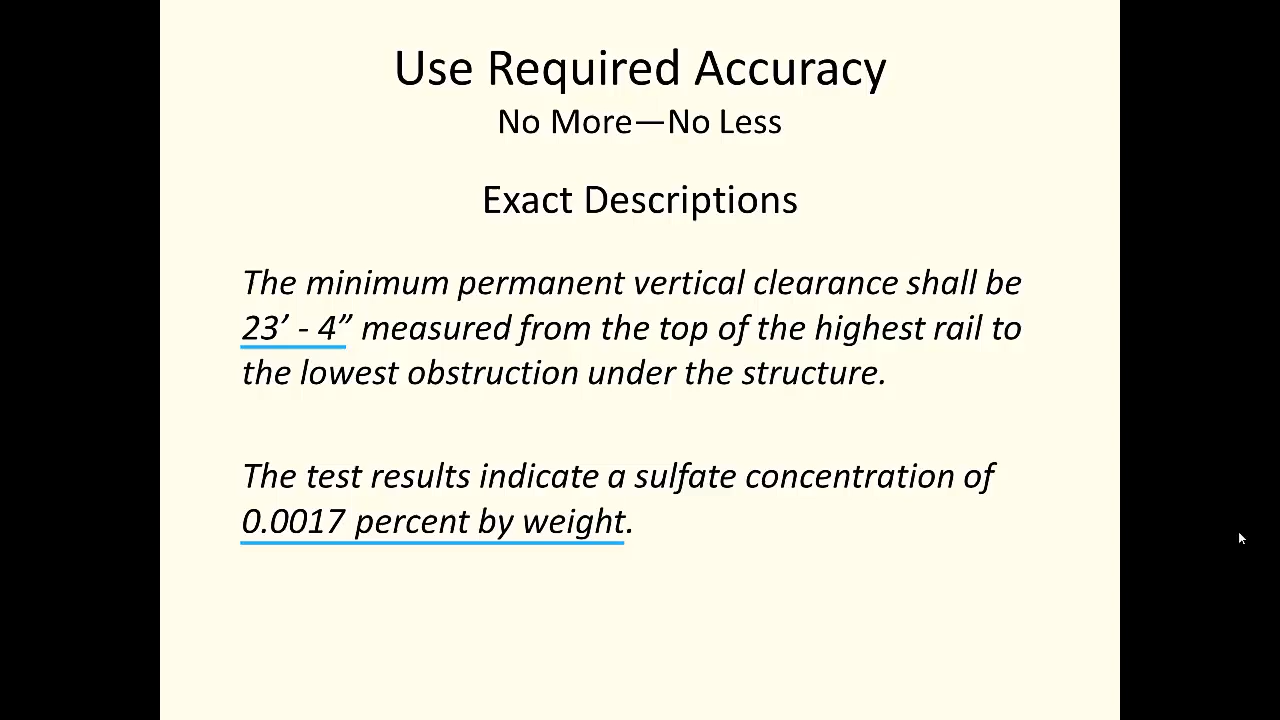 Use Required Accuracy
No More—No Less
Exact Descriptions
The minimum permanent vertical clearance shall be
23’ - 4” measured from the top of the highest rail to
the lowest obstruction under the structure.
The test results indicate a sulfate concentration of
0.0017 percent by weight.